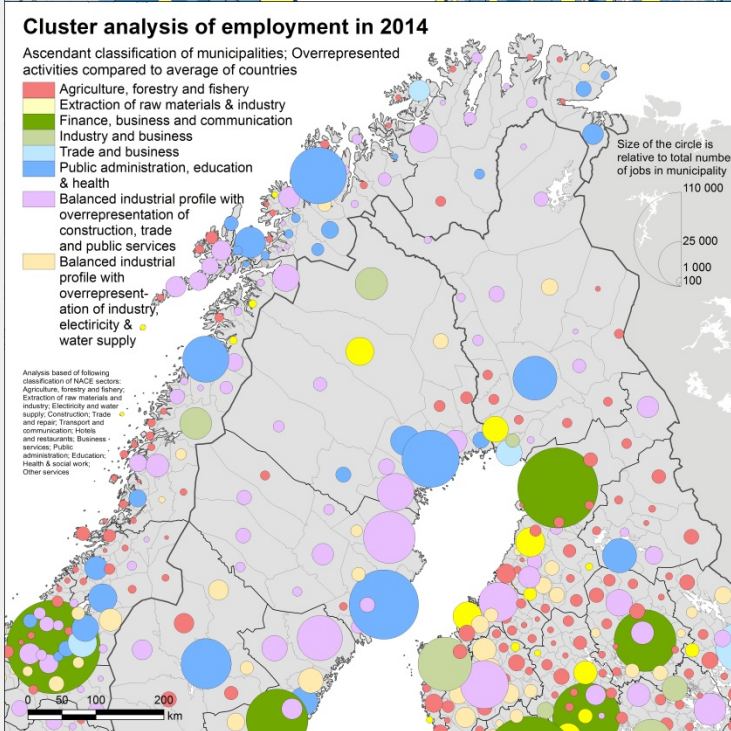 Cluster analysis of employment in 2014
Ascendant classification of municipalities; Overrepresented
activities compared to average of countries
Agriculture, forestry and fishery
Extraction of raw materials & industry
Finance, business and communication
Industry and business
Trade and business
Public administration, education
& health
Balanced industrial profile with
overrepresentation of
construction, trade
and public services
Balanced industrial
profile with
overrepresent-
ation of industry,
electricity &
water supply
Size of the circle is
relative to total numbe
of jobs in municipality
110 000
25 000
1 000
100
Analysis based of following
classification of NACE sectors:
Agriculture, forestry and fishery;
Extraction of raw materials and
industry; Electricity and water
supply; Construction; Trade
and repair; Transport and
communication; Hotels
and restaurants; Business
services; Public
administration; Education;
Health & social work;
Other services
0 50 100 200
km